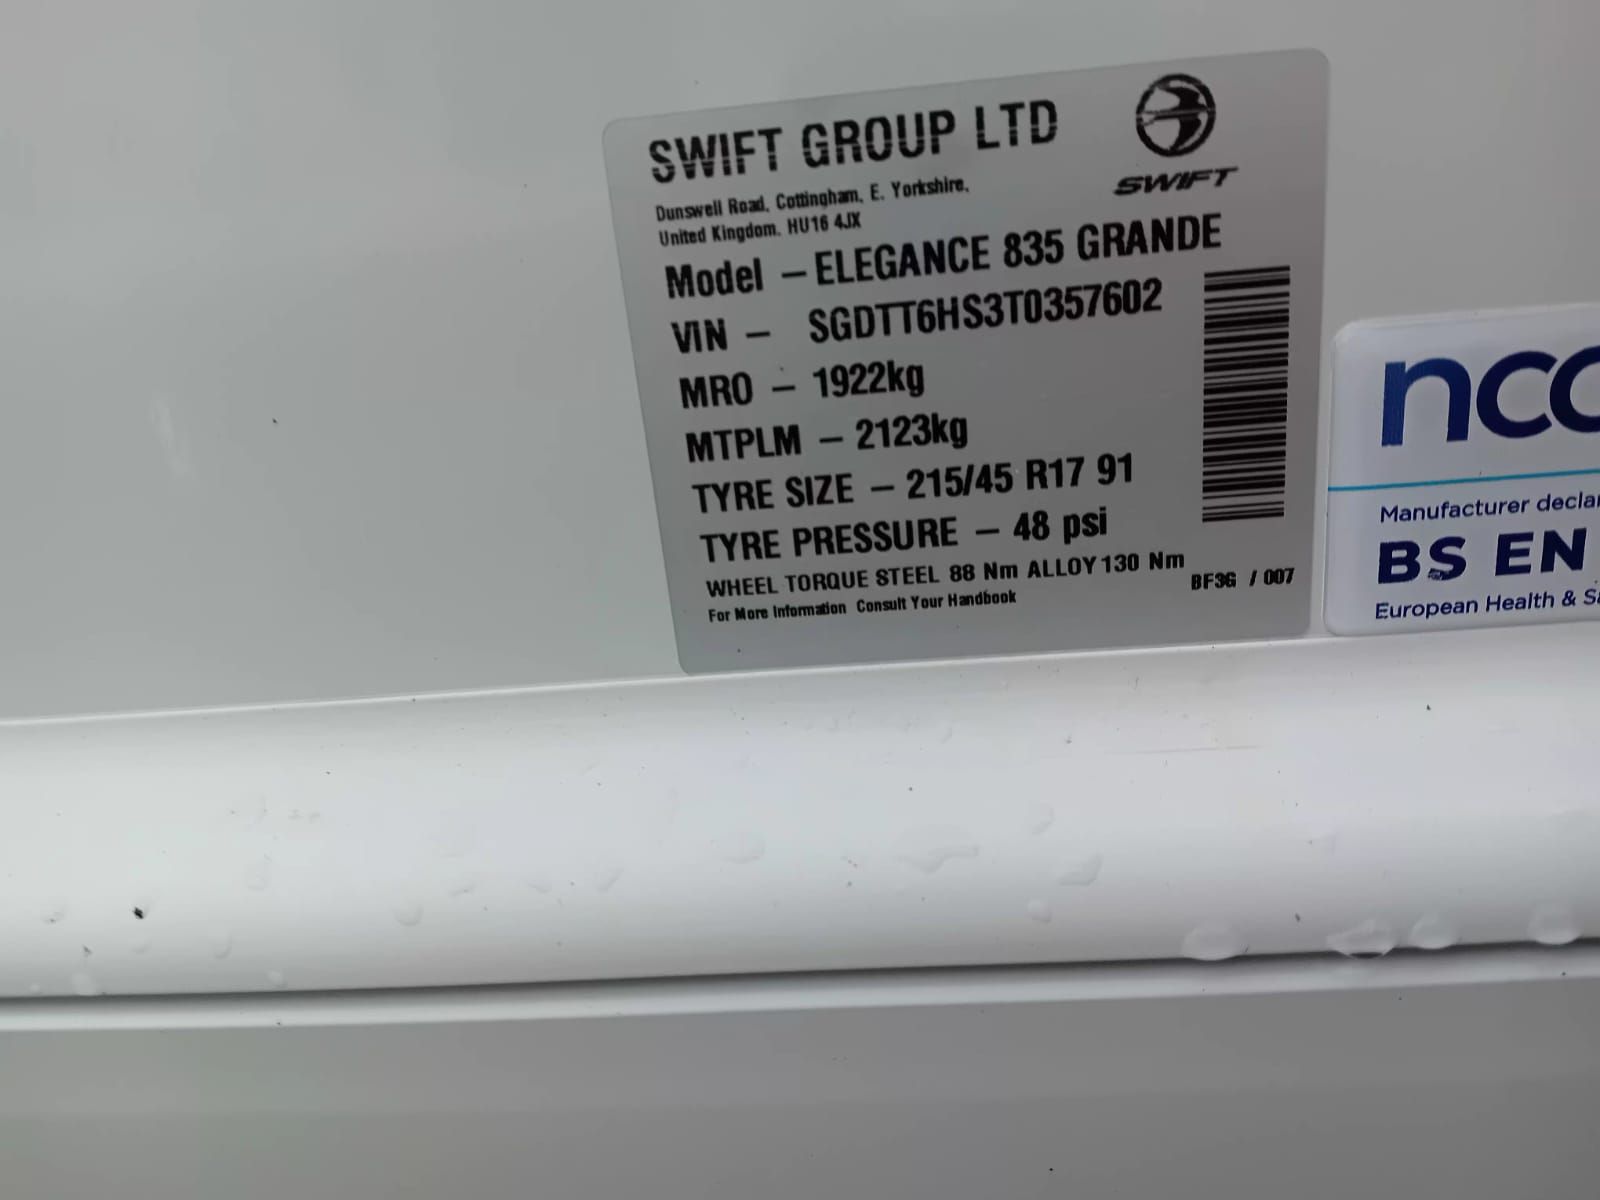 SWIFT GROUP LTD
SWIFT
Dunswell Road, Cottingham, E. Yorkshire,
United Kingdom. HU16 4JX
Model – ELEGANCE 835 GRANDE
VIN – SGDTT6HS3T0357602
MRO – 1922kg
MTPLM – 2123kg
TYRE SIZE – 215/45 R17 91
TYRE PRESSURE – 48 psi
WHEEL TORQUE STEEL 88 Nm ALLOY 130 Nm
For More Information Consult Your Handbook
BF3G / 007
ncc
Manufacturer decla
BS EN
European Health & Sa